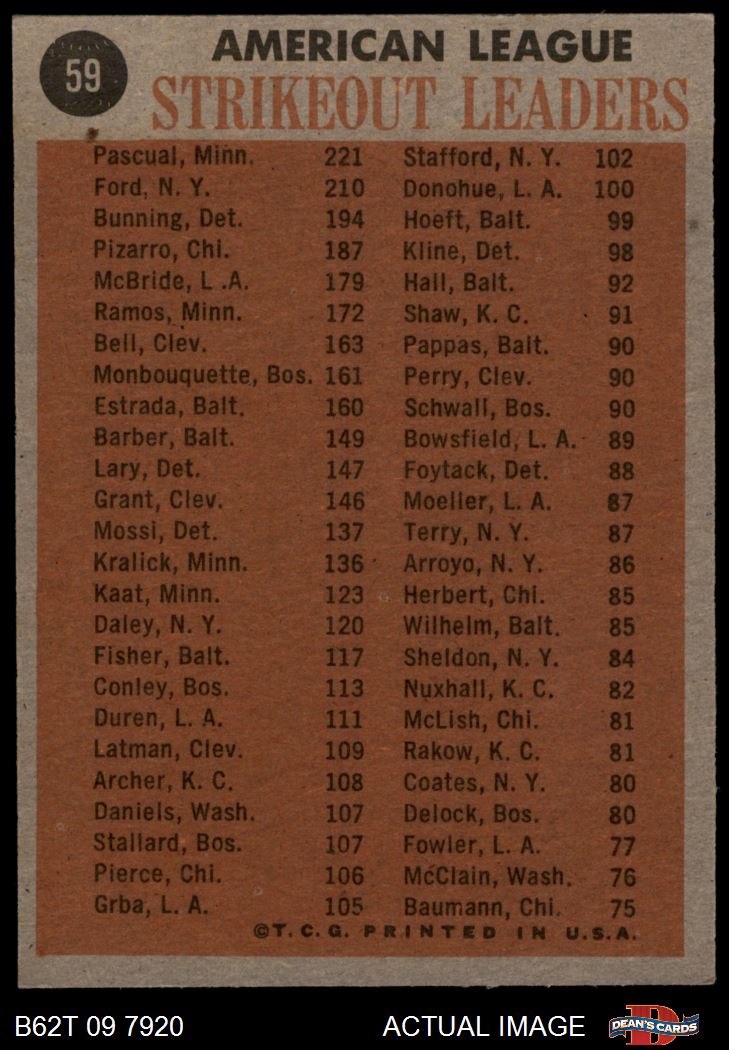 59
AMERICAN LEAGUE
STRIKEOUT LEADERS
Pascual, Minn. 221
Ford, N. Y. 210
Bunning, Det. 194
Pizarro, Chi. 187
McBride, L .A. 179
Ramos, Minn. 172
Bell, Clev. 163
Monbouquette, Bos. 161
Estrada, Balt. 160
Barber, Balt. 149
Lary, Det. 147
Grant, Clev. 146
Mossi, Det. 137
Kralick, Minn. 136
Kaat, Minn. 123
Daley, N. Y. 120
Fisher, Balt. 117
Conley, Bos. 113
Duren, L. A. 111
Latman, Clev. 109
Archer, K. C. 108
Daniels, Wash. 107
Stallard, Bos. 107
Pierce, Chi. 106
Grba, L. A. 105
Stafford, N. Y. 102
Donohue, L. A. 100
Hoeft, Balt. 99
Kline, Det. 98
Hall, Balt. 92
Shaw, K. C. 91
Pappas, Balt. 90
Perry, Clev. 90
Schwall, Bos. 90
Bowsfield, L. A. 89
Foytack, Det. 88
Moeller, L. A. 87
Terry, N. Y. 87
Arroyo, N. Y. 86
Herbert, Chi. 85
Wilhelm, Balt. 85
Sheldon, N. Y. 84
Nuxhall, K. C. 82
McLish, Chi. 81
Rakow, K. C. 81
Coates, N. Y. 80
Delock, Bos. 80
Fowler, L. A. 77
McClain, Wash. 76
Baumann, Chi. 75
©T. C. G. PRINTED IN U.S.A.
B62T 09 7920
ACTUAL IMAGE
D
DEAN'S CARDS